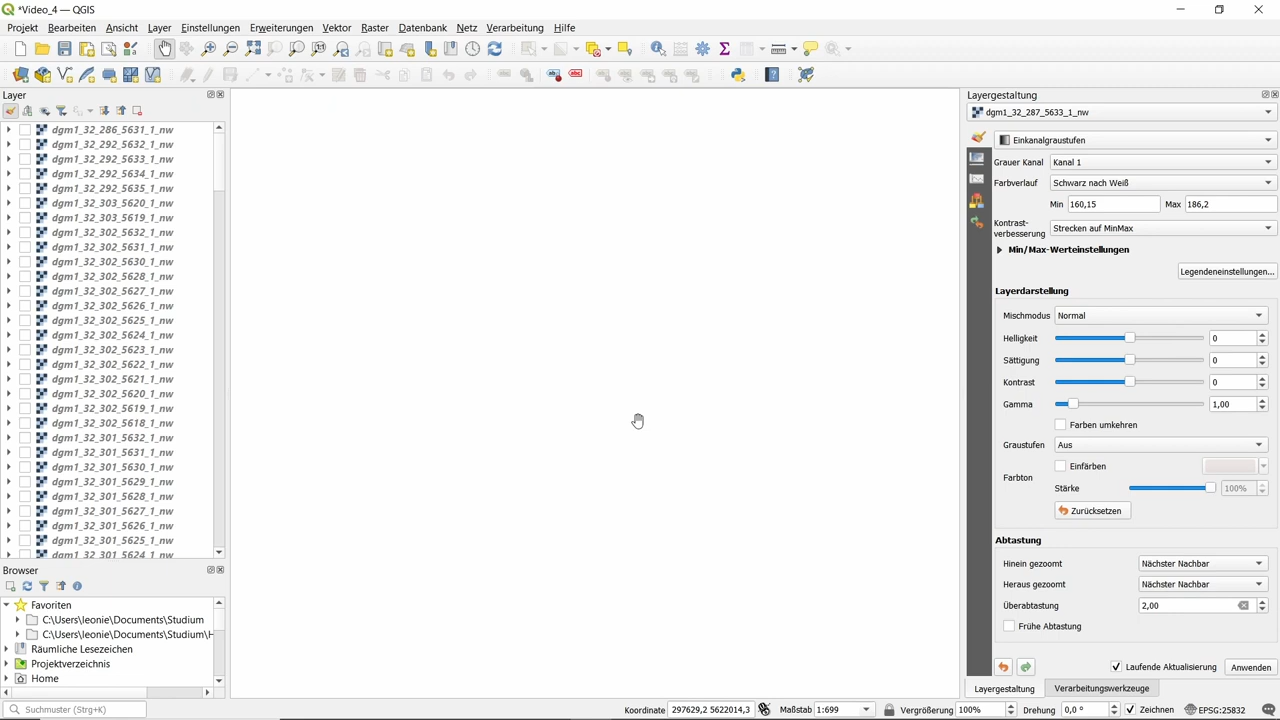 *Video_4 — QGIS
Projekt Bearbeiten Ansicht Layer Einstellungen Erweiterungen Vektor Raster Datenbank Netz Verarbeitung Hilfe
Layer
dgm1_32_286_5631_1_nw
dgm1_32_292_5632_1_nw
dgm1_32_292_5633_1_nw
dgm1_32_292_5634_1_nw
dgm1_32_292_5635_1_nw
dgm1_32_303_5620_1_nw
dgm1_32_303_5619_1_nw
dgm1_32_302_5632_1_nw
dgm1_32_302_5631_1_nw
dgm1_32_302_5630_1_nw
dgm1_32_302_5628_1_nw
dgm1_32_302_5627_1_nw
dgm1_32_302_5626_1_nw
dgm1_32_302_5625_1_nw
dgm1_32_302_5624_1_nw
dgm1_32_302_5623_1_nw
dgm1_32_302_5622_1_nw
dgm1_32_302_5621_1_nw
dgm1_32_302_5620_1_nw
dgm1_32_302_5619_1_nw
dgm1_32_302_5618_1_nw
dgm1_32_301_5632_1_nw
dgm1_32_301_5631_1_nw
dgm1_32_301_5630_1_nw
dgm1_32_301_5629_1_nw
dgm1_32_301_5628_1_nw
dgm1_32_301_5627_1_nw
dgm1_32_301_5626_1_nw
dgm1_32_301_5625_1_nw
dgm1_32_301_5624_1_nw
Browser
Favoriten
C:\Users\leonie\Documents\Studium
C:\Users\leonie\Documents\Studium\H
Räumliche Lesezeichen
Projektverzeichnis
Home
Layergestaltung
dgm1_32_287_5633_1_nw
Einkanalgraustufen
Grauer Kanal Kanal 1
Farbverlauf Schwarz nach Weiß
Min 160,15 Max 186,2
Kontrast-
verbesserung Strecken auf MinMax
Min/Max-Werteinstellungen
Legendeneinstellungen...
Layerdarstellung
Mischmodus Normal
Helligkeit 0
Sättigung 0
Kontrast 0
Gamma 1,00
Farben umkehren
Graustufen Aus
Farbton Einfärben
Stärke 100%
Zurücksetzen
Abtastung
Hinein gezoomt Nächster Nachbar
Heraus gezoomt Nächster Nachbar
Überabtastung 2,00
Frühe Abtastung
Laufende Aktualisierung Anwenden
Layergestaltung Verarbeitungswerkzeuge
Suchmuster (Strg+K) Koordinate 297629,2 5622014,3 Maßstab 1:699 Vergrößerung 100% Drehung 0,0 ° Zeichnen EPSG:25832